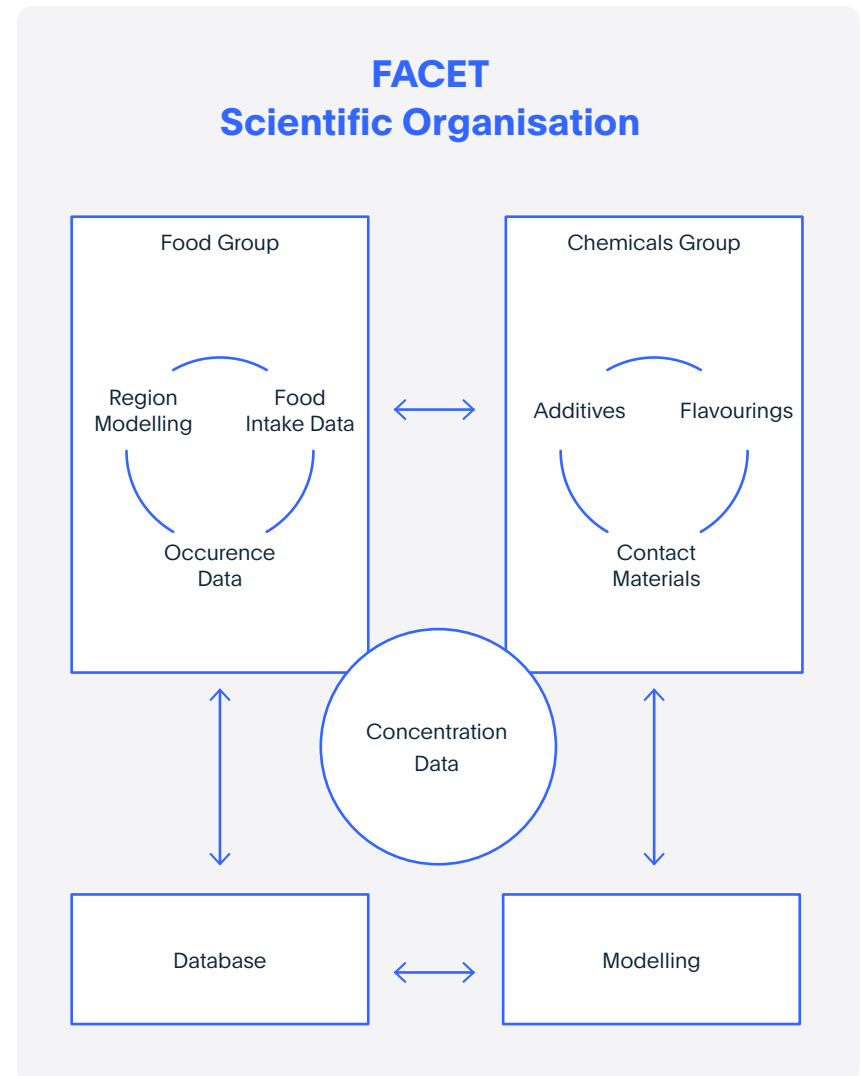 FACET
Scientific Organisation
Food Group
Region
Modelling
Food
Intake Data
Occurence
Data
Chemicals Group
Additives
Flavourings
Contact
Materials
Concentration
Data
Database
Modelling